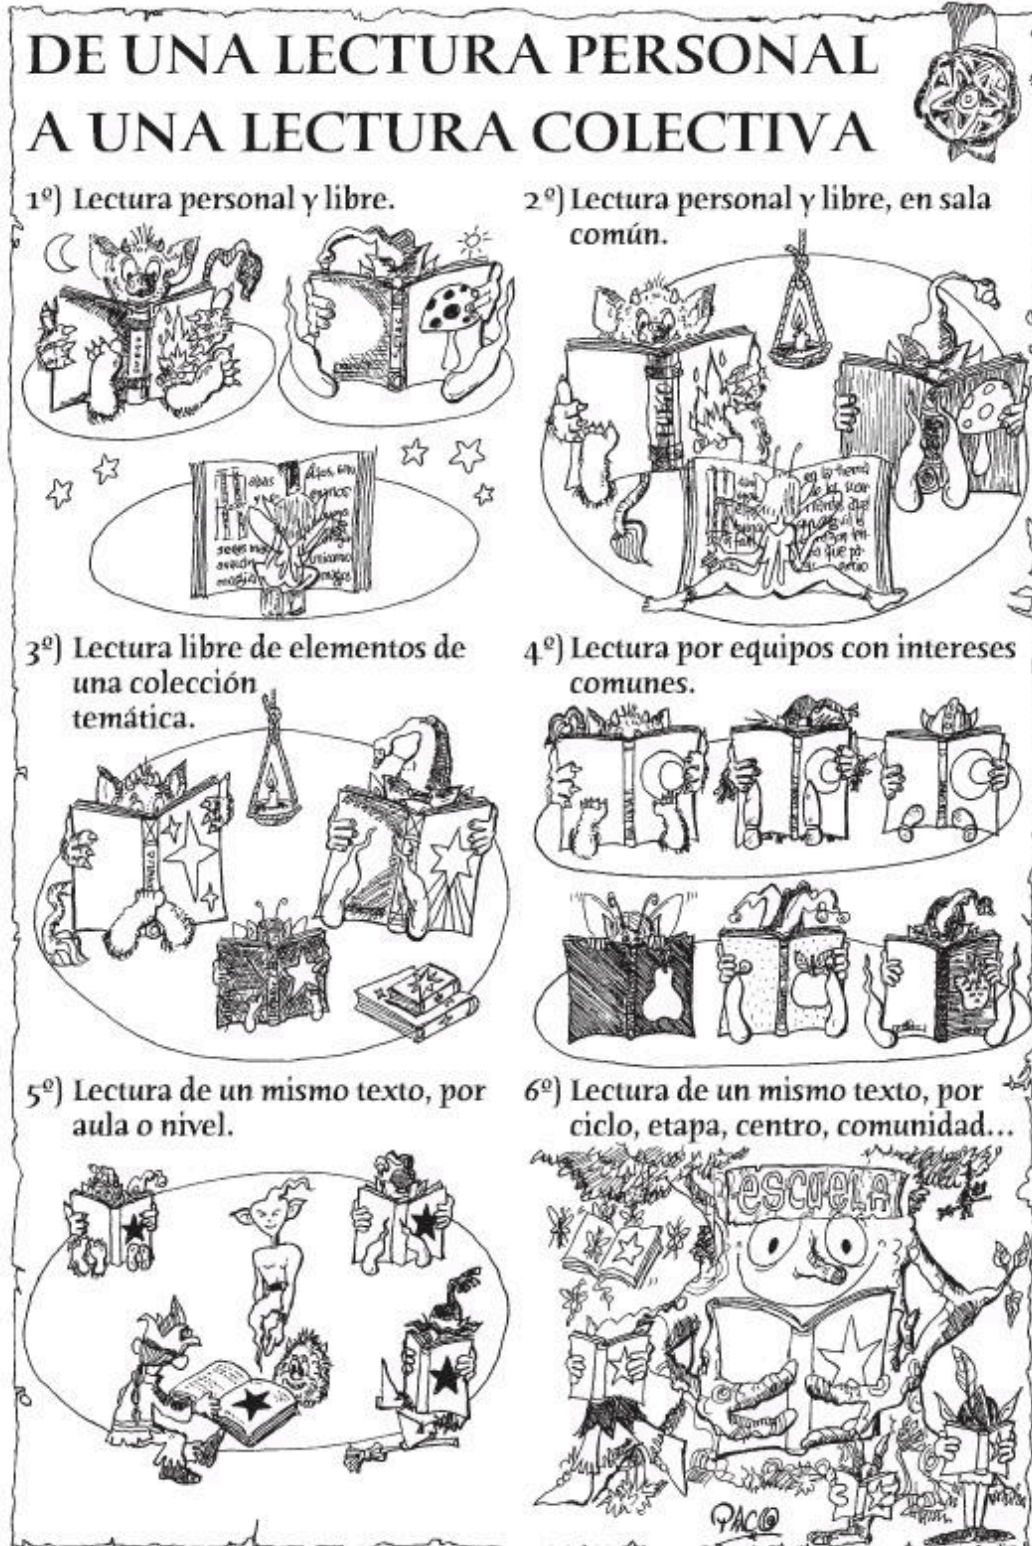 DE UNA LECTURA PERSONAL
A UNA LECTURA COLECTIVA
1º) Lectura personal y libre.
2º) Lectura personal y libre, en sala
común.
3º) Lectura libre de elementos de
una colección
temática.
4º) Lectura por equipos con intereses
comunes.
5º) Lectura de un mismo texto, por
aula o nivel.
6º) Lectura de un mismo texto, por
ciclo, etapa, centro, comunidad...
ESCUELA
PACO